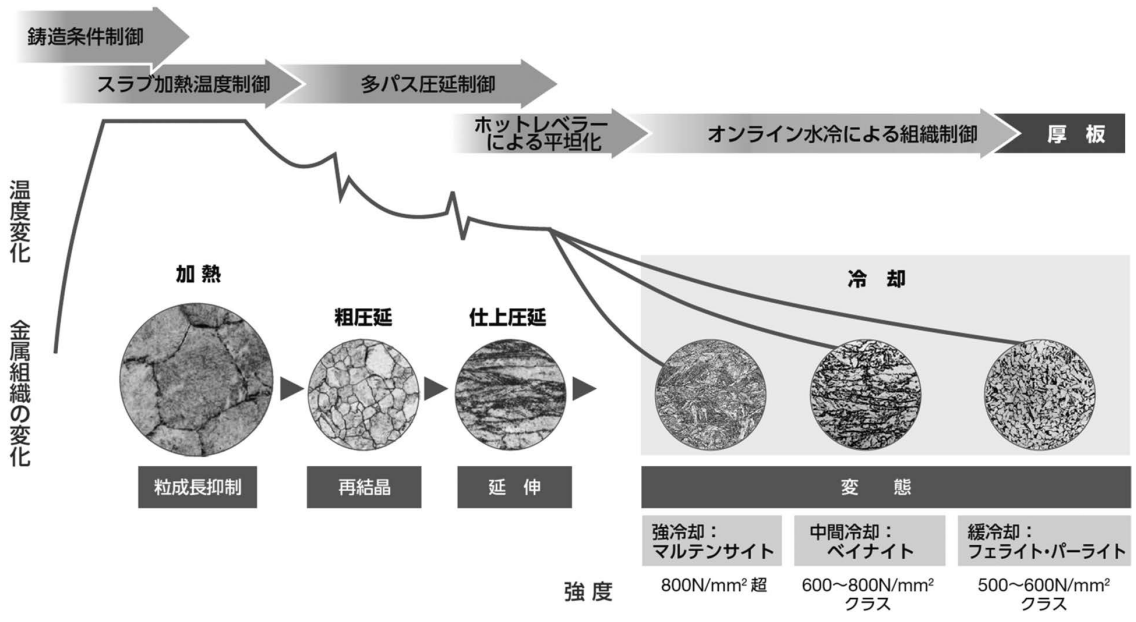 鋳造条件制御
スラブ加熱温度制御
多パス圧延制御
ホットレベラー
による平坦化
オンライン水冷による組織制御
厚 板
温度変化
金属組織の変化
加 熱
粗圧延
仕上圧延
冷 却
粒成長抑制
再結晶
延 伸
変 態
強冷却：
マルテンサイト
中間冷却：
ベイナイト
緩冷却：
フェライト・パーライト
強 度
800N/mm² 超
600〜800N/mm²
クラス
500〜600N/mm²
クラス